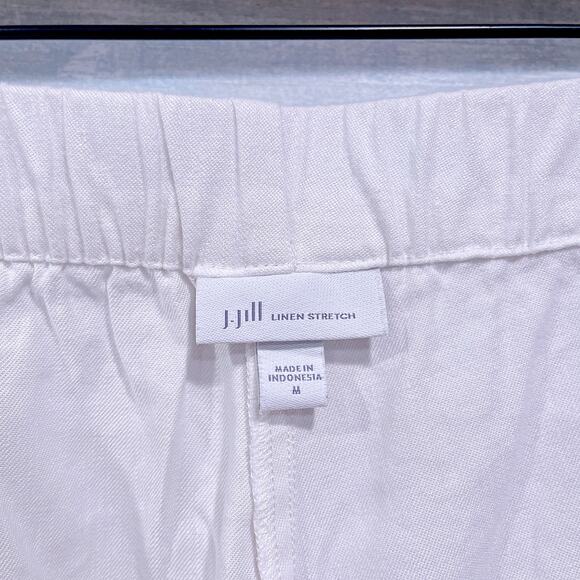 J.Jill LINEN STRETCH
MADE IN
INDONESIA
M